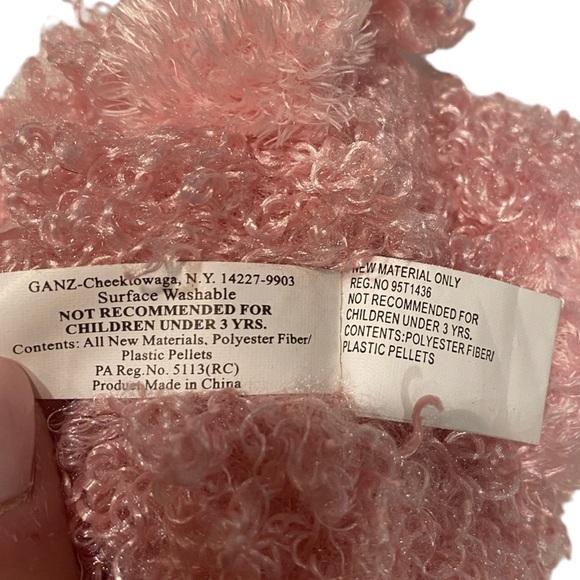 GANZ-Cheektowaga, N.Y. 14227-9903
Surface Washable
NOT RECOMMENDED FOR
CHILDREN UNDER 3 YRS.
Contents: All New Materials, Polyester Fiber/
Plastic Pellets
PA Reg. No. 5113(RC)
Product Made in China
NEW MATERIAL ONLY
REG.NO 95T1436
NOT RECOMMENDED FOR
CHILDREN UNDER 3 YRS.
CONTENTS:POLYESTER FIBER/
PLASTIC PELLETS